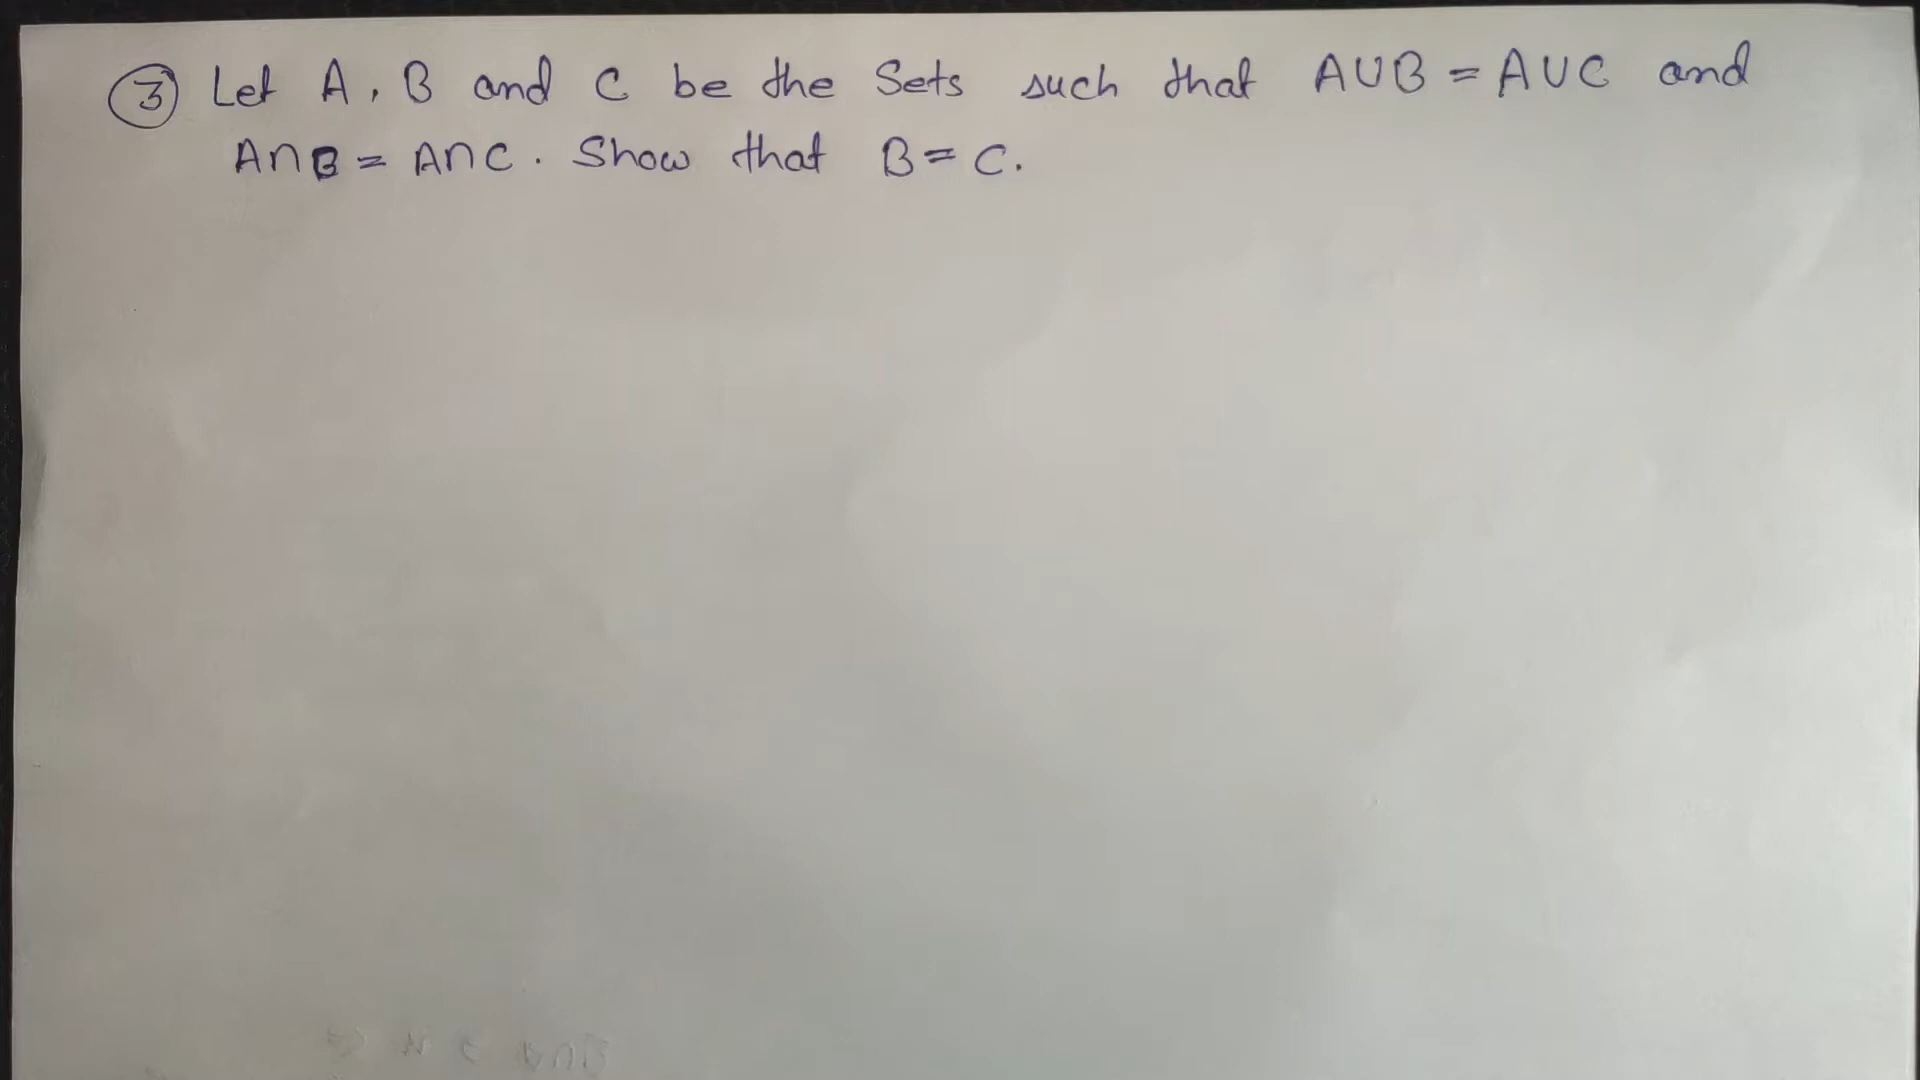 ③ Let A, B and C be the Sets such that A∪B = A∪C and
A∩B = A∩C. Show that B = C.